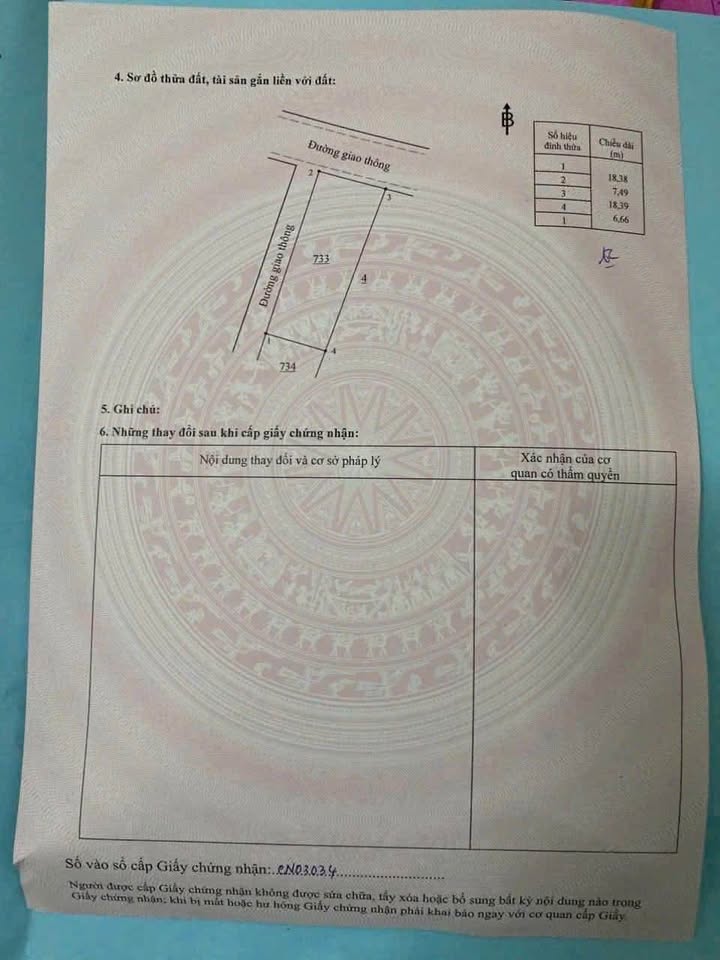 4. Sơ đồ thửa đất, tài sản gắn liền với đất:
B
Số hiệu đỉnh thửa Chiều dài (m)
1
18,38
2
7,49
3
18,39
4
6,66
1
Đường giao thông
2
3
Đường giao thông
733
4
1
4
734
5. Ghi chú:
6. Những thay đổi sau khi cấp giấy chứng nhận:
Nội dung thay đổi và cơ sở pháp lý
Xác nhận của cơ
quan có thẩm quyền
Số vào sổ cấp Giấy chứng nhận:..CN03034........................
Người được cấp Giấy chứng nhận không được sửa chữa, tẩy xóa hoặc bổ sung bất kỳ nội dung nào trong
Giấy chứng nhận; khi bị mất hoặc hư hỏng Giấy chứng nhận phải khai báo ngay với cơ quan cấp Giấy.